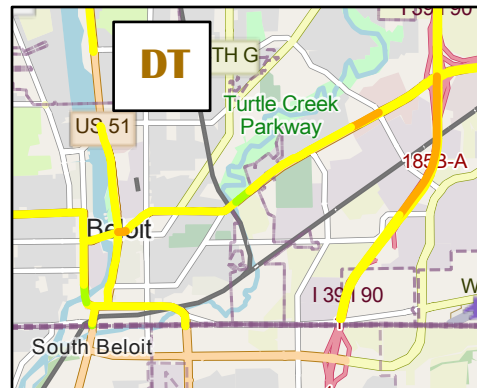 I 39 I 90
DT
TH G
Turtle Creek
Parkway
US 51
185B-A
Beloit
I 39 I 90
W
South Beloit